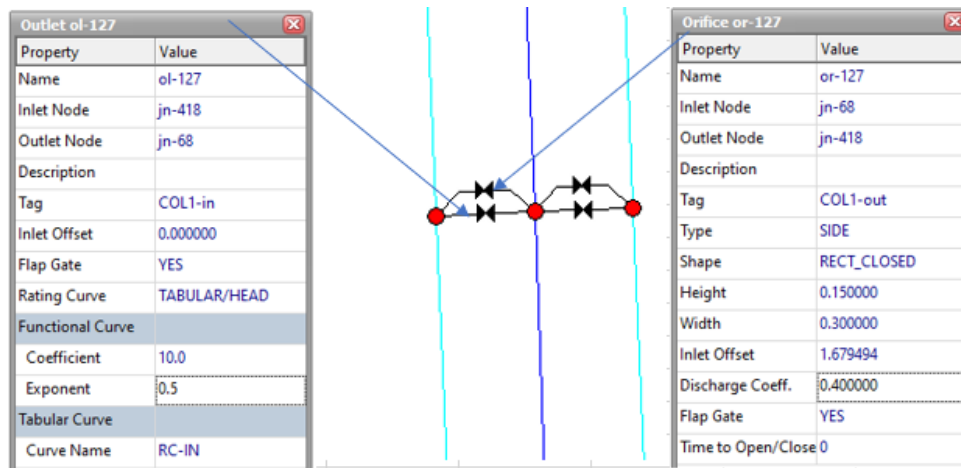 Outlet ol-127
Property Value
Name ol-127
Inlet Node jn-418
Outlet Node jn-68
Description
Tag COL1-in
Inlet Offset 0.000000
Flap Gate YES
Rating Curve TABULAR/HEAD
Functional Curve
Coefficient 10.0
Exponent 0.5
Tabular Curve
Curve Name RC-IN
Orifice or-127
Property Value
Name or-127
Inlet Node jn-68
Outlet Node jn-418
Description
Tag COL1-out
Type SIDE
Shape RECT_CLOSED
Height 0.150000
Width 0.300000
Inlet Offset 1.679494
Discharge Coeff. 0.400000
Flap Gate YES
Time to Open/Close 0